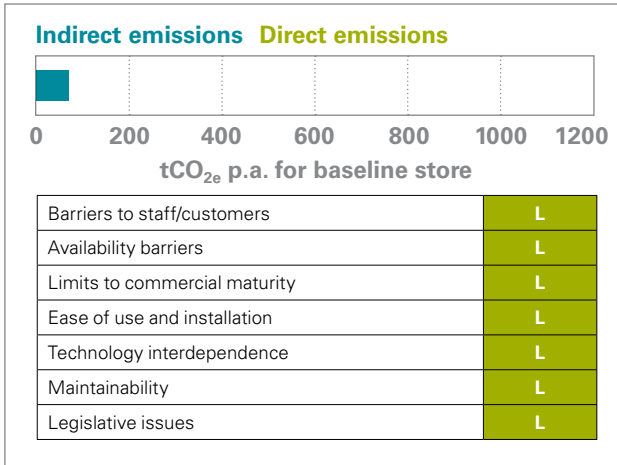 Indirect emissions Direct emissions
0 200 400 600 800 1000 1200
tCO2e p.a. for baseline store
Barriers to staff/customers L
Availability barriers L
Limits to commercial maturity L
Ease of use and installation L
Technology interdependence L
Maintainability L
Legislative issues L